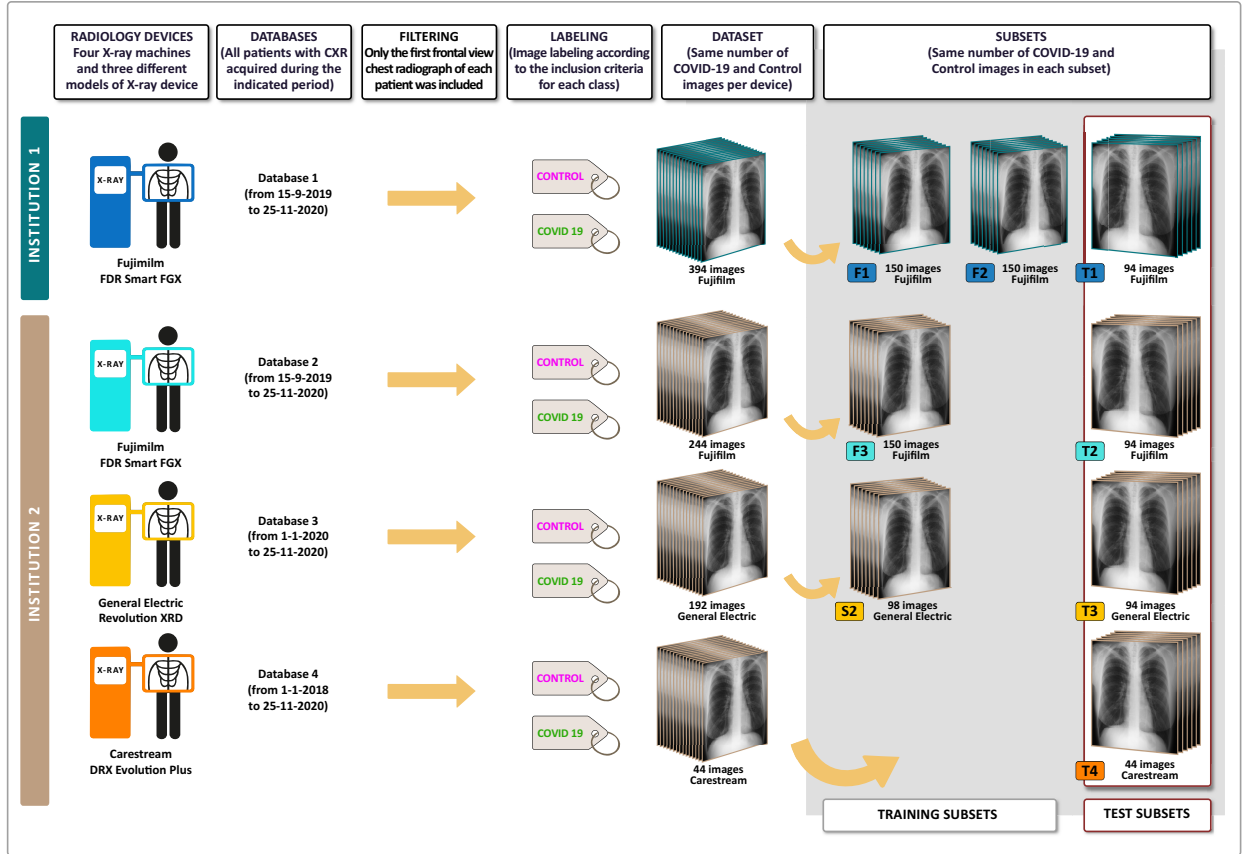 RADIOLOGY DEVICES
Four X-ray machines
and three different
models of X-ray device
DATABASES
(All patients with CXR
acquired during the
indicated period)
FILTERING
Only the first frontal view
chest radiograph of each
patient was included
LABELING
(Image labeling according
to the inclusion criteria
for each class)
DATASET
(Same number of
COVID-19 and Control
images per device)
SUBSETS
(Same number of COVID-19 and
Control images in each subset)
INSTITUTION 1
X-RAY
Fujimilm
FDR Smart FGX
Database 1
(from 15-9-2019
to 25-11-2020)
CONTROL
COVID 19
394 images
Fujifilm
F1
150 images
Fujifilm
F2
150 images
Fujifilm
T1
94 images
Fujifilm
INSTITUTION 2
X-RAY
Fujimilm
FDR Smart FGX
Database 2
(from 15-9-2019
to 25-11-2020)
CONTROL
COVID 19
244 images
Fujifilm
F3
150 images
Fujifilm
T2
94 images
Fujifilm
X-RAY
General Electric
Revolution XRD
Database 3
(from 1-1-2020
to 25-11-2020)
CONTROL
COVID 19
192 images
General Electric
S2
98 images
General Electric
T3
94 images
General Electric
X-RAY
Carestream
DRX Evolution Plus
Database 4
(from 1-1-2018
to 25-11-2020)
CONTROL
COVID 19
44 images
Carestream
T4
44 images
Carestream
TRAINING SUBSETS
TEST SUBSETS